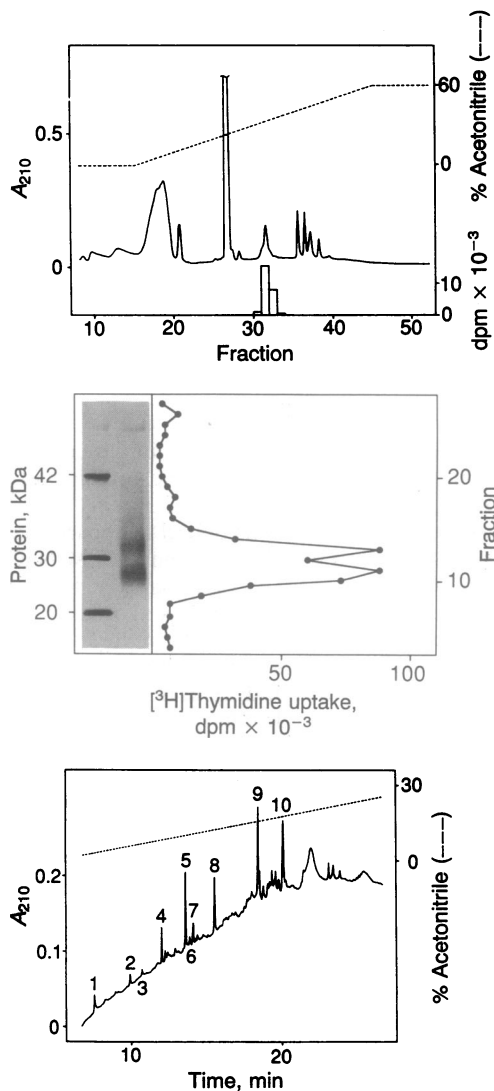 0.5
0
A210
60
0
% Acetonitrile (---)
10
0
dpm × 10⁻³
10 20 30 40 50
Fraction
Protein, kDa
42
30
20
20
10
Fraction
50 100
[³H]Thymidine uptake,
dpm × 10⁻³
0.2
0.1
0
A210
1
2
3
4
5
6
7
8
9
10
30
0
% Acetonitrile (---)
10 20
Time, min